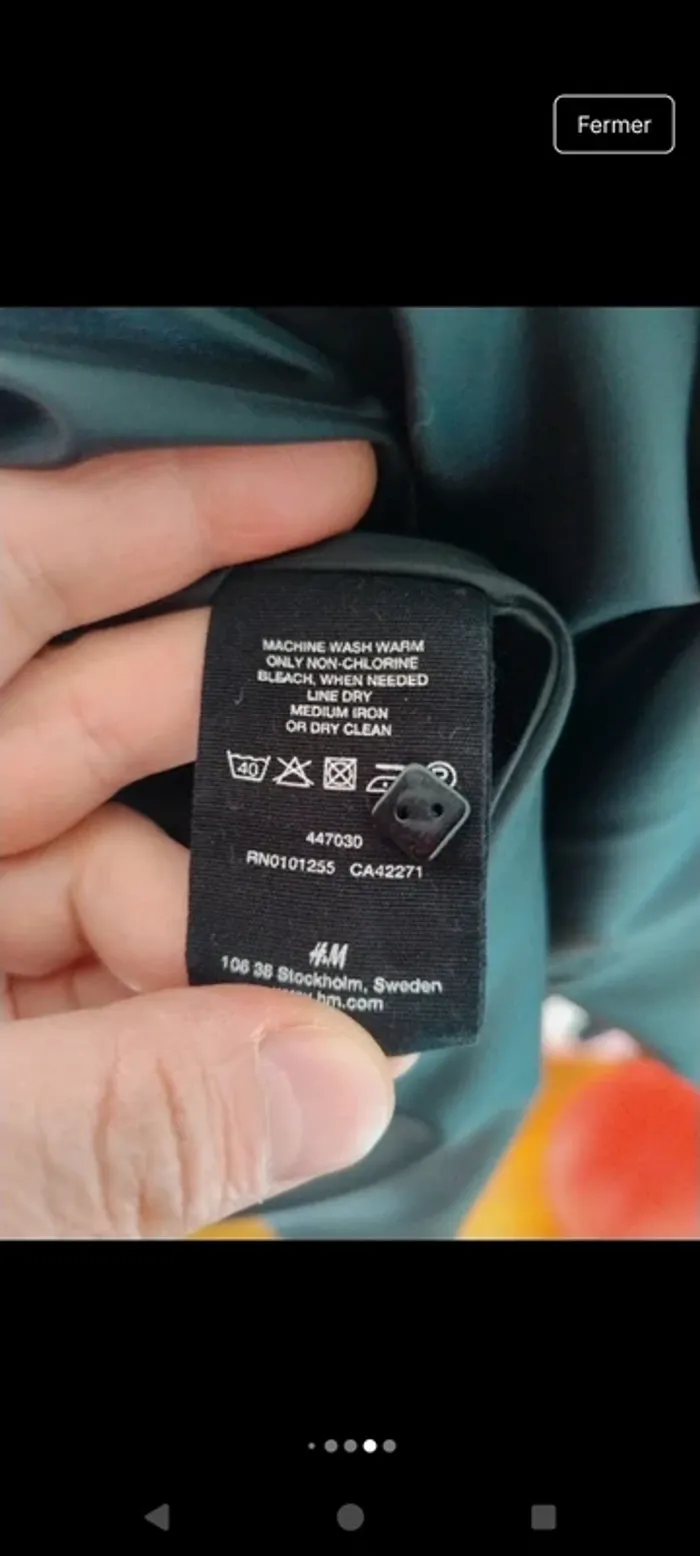 Fermer
MACHINE WASH WARM
ONLY NON-CHLORINE
BLEACH, WHEN NEEDED
LINE DRY
MEDIUM IRON
OR DRY CLEAN
40
447030
RN0101255 CA42271
H&M
106 38 Stockholm, Sweden
hm.com